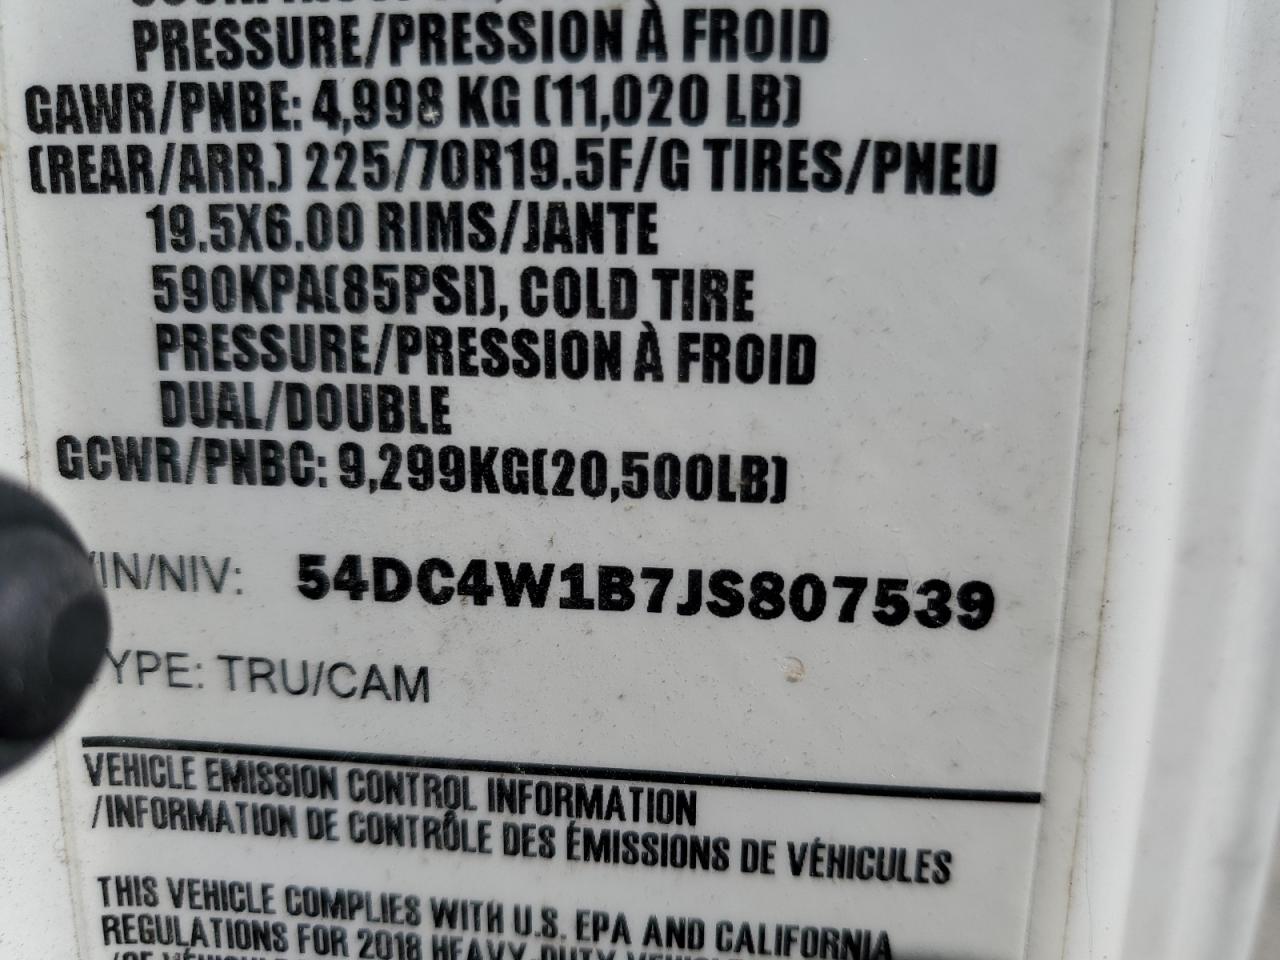 PRESSURE/PRESSION À FROID
GAWR/PNBE: 4,998 KG (11,020 LB)
(REAR/ARR.) 225/70R19.5F/G TIRES/PNEU
19.5X6.00 RIMS/JANTE
590KPA(85PSI), COLD TIRE
PRESSURE/PRESSION À FROID
DUAL/DOUBLE
GCWR/PNBC: 9,299KG(20,500LB)
VIN/NIV: 54DC4W1B7JS807539
YPE: TRU/CAM
VEHICLE EMISSION CONTROL INFORMATION
/INFORMATION DE CONTRÔLE DES ÉMISSIONS DE VÉHICULES
THIS VEHICLE COMPLIES WITH U.S. EPA AND CALIFORNIA
REGULATIONS FOR 2018 HEAVY-DUTY